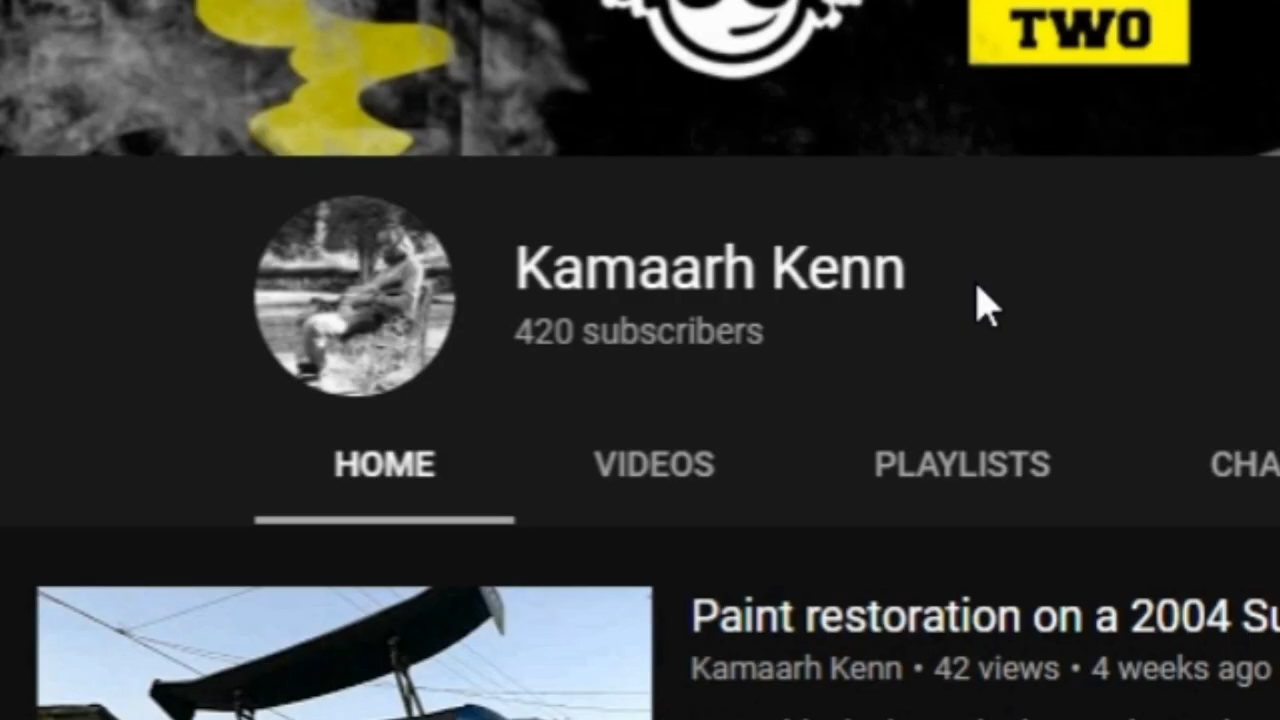 TWO
Kamaarh Kenn
420 subscribers
HOME VIDEOS PLAYLISTS CHA
Paint restoration on a 2004 Su
Kamaarh Kenn • 42 views • 4 weeks ago